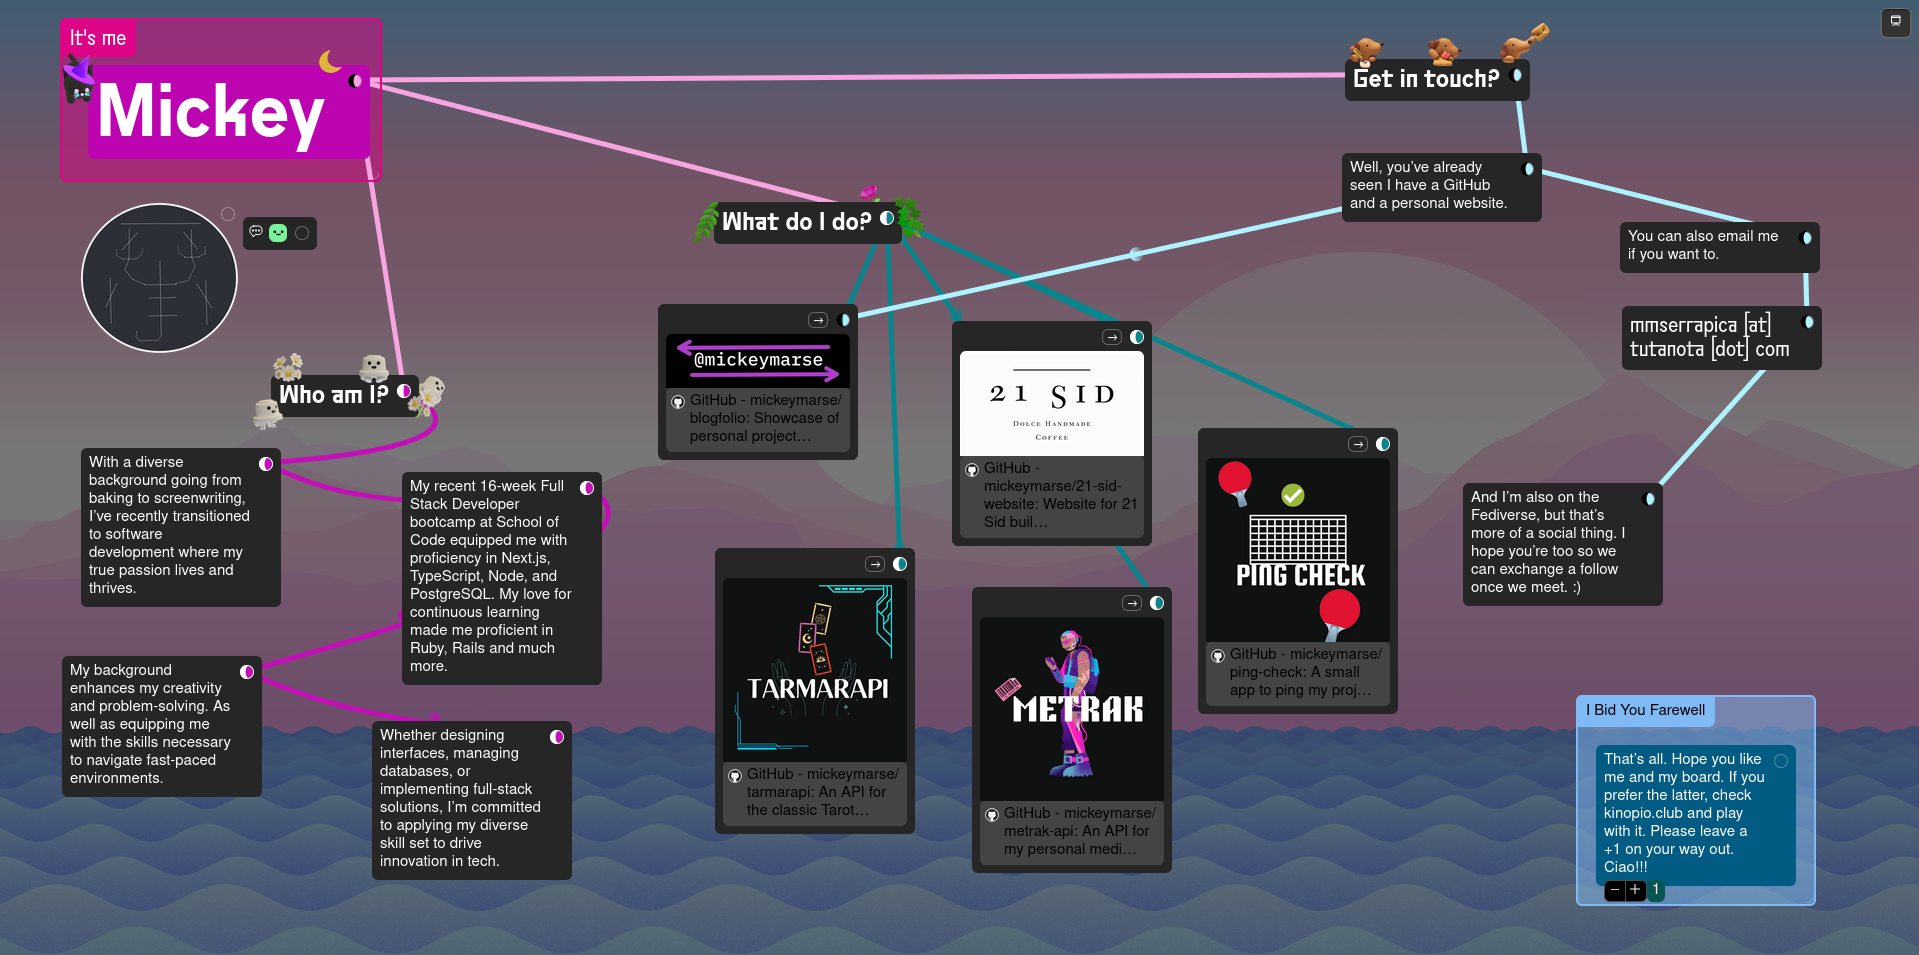 It's me
Mickey
Who am I?
With a diverse
background going from
baking to screenwriting,
I've recently transitioned
to software
development where my
true passion lives and
thrives.
My recent 16-week Full
Stack Developer
bootcamp at School of
Code equipped me with
proficiency in Next.js,
TypeScript, Node, and
PostgreSQL. My love for
continuous learning
made me proficient in
Ruby, Rails and much
more.
My background
enhances my creativity
and problem-solving. As
well as equipping me
with the skills necessary
to navigate fast-paced
environments.
Whether designing
interfaces, managing
databases, or
implementing full-stack
solutions, I'm committed
to applying my diverse
skill set to drive
innovation in tech.
What do I do?
@mickeymarse
GitHub - mickeymarse/
blogfolio: Showcase of
personal project…
21 SID
Dolce Handmade
Coffee
GitHub -
mickeymarse/21-sid-
website: Website for 21
Sid buil…
TARMARAPI
GitHub - mickeymarse/
tarmarapi: An API for
the classic Tarot…
METRAK
GitHub - mickeymarse/
metrak-api: An API for
my personal medi…
PING CHECK
GitHub - mickeymarse/
ping-check: A small
app to ping my proj…
Get in touch?
Well, you've already
seen I have a GitHub
and a personal website.
You can also email me
if you want to.
mmserrapica [at]
tutanota [dot] com
And I'm also on the
Fediverse, but that's
more of a social thing. I
hope you're too so we
can exchange a follow
once we meet. :)
I Bid You Farewell
That's all. Hope you like
me and my board. If you
prefer the latter, check
kinopio.club and play
with it. Please leave a
+1 on your way out.
Ciao!!!
− + 1